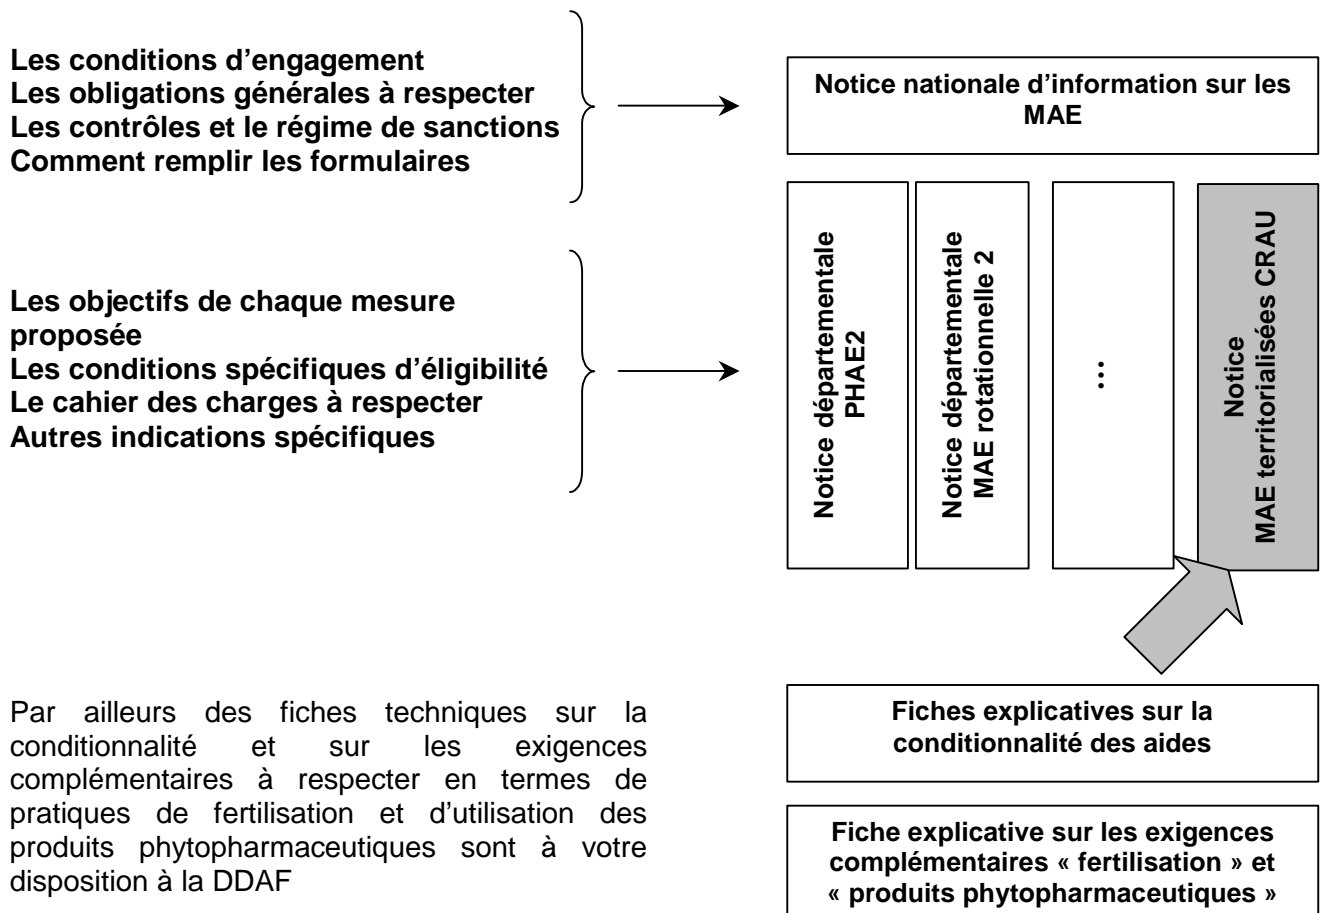 Les conditions d’engagement
Les obligations générales à respecter
Les contrôles et le régime de sanctions
Comment remplir les formulaires
Notice nationale d’information sur les
MAE
Les objectifs de chaque mesure
proposée
Les conditions spécifiques d’éligibilité
Le cahier des charges à respecter
Autres indications spécifiques
Notice départementale
PHAE2
Notice départementale
MAE rotationnelle 2
…
Notice
MAE territorialisées CRAU
Par ailleurs des fiches techniques sur la
conditionnalité et sur les exigences
complémentaires à respecter en termes de
pratiques de fertilisation et d’utilisation des
produits phytopharmaceutiques sont à votre
disposition à la DDAF
Fiches explicatives sur la
conditionnalité des aides
Fiche explicative sur les exigences
complémentaires « fertilisation » et
« produits phytopharmaceutiques »